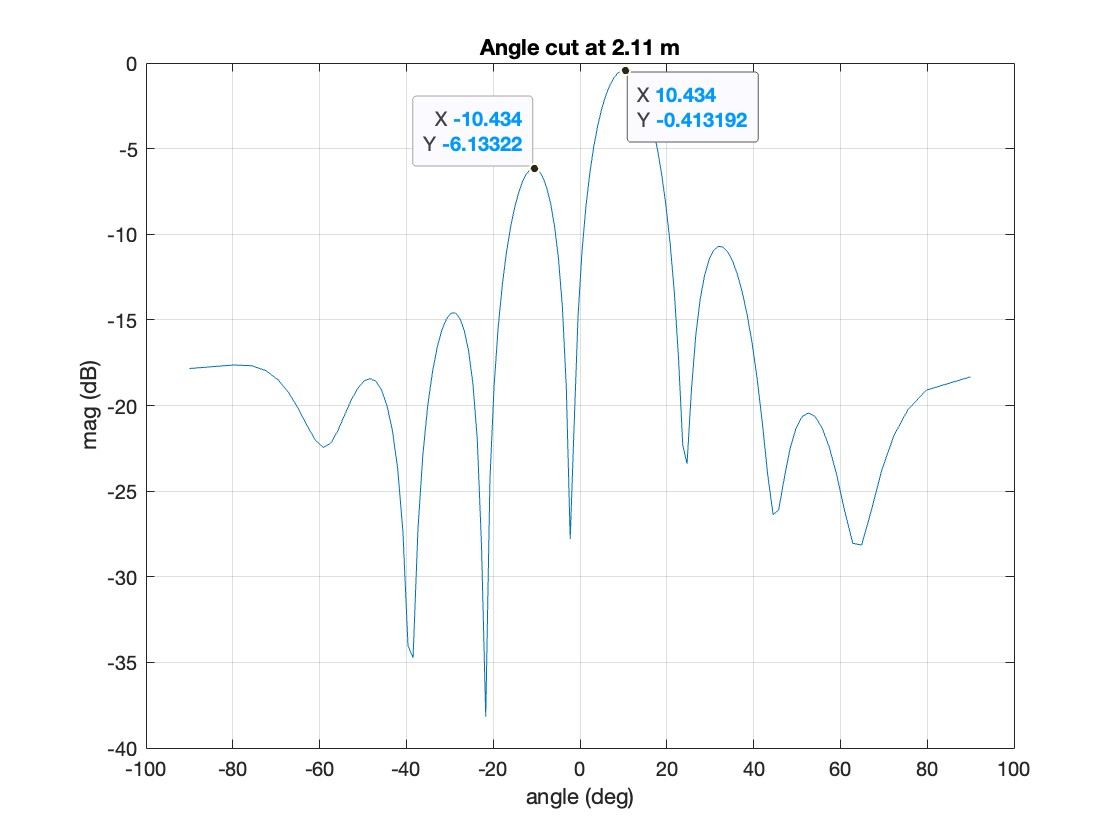 Angle cut at 2.11 m
X -10.434
Y -6.13322
X 10.434
Y -0.413192
mag (dB)
0
-5
-10
-15
-20
-25
-30
-35
-40
-100 -80 -60 -40 -20 0 20 40 60 80 100
angle (deg)